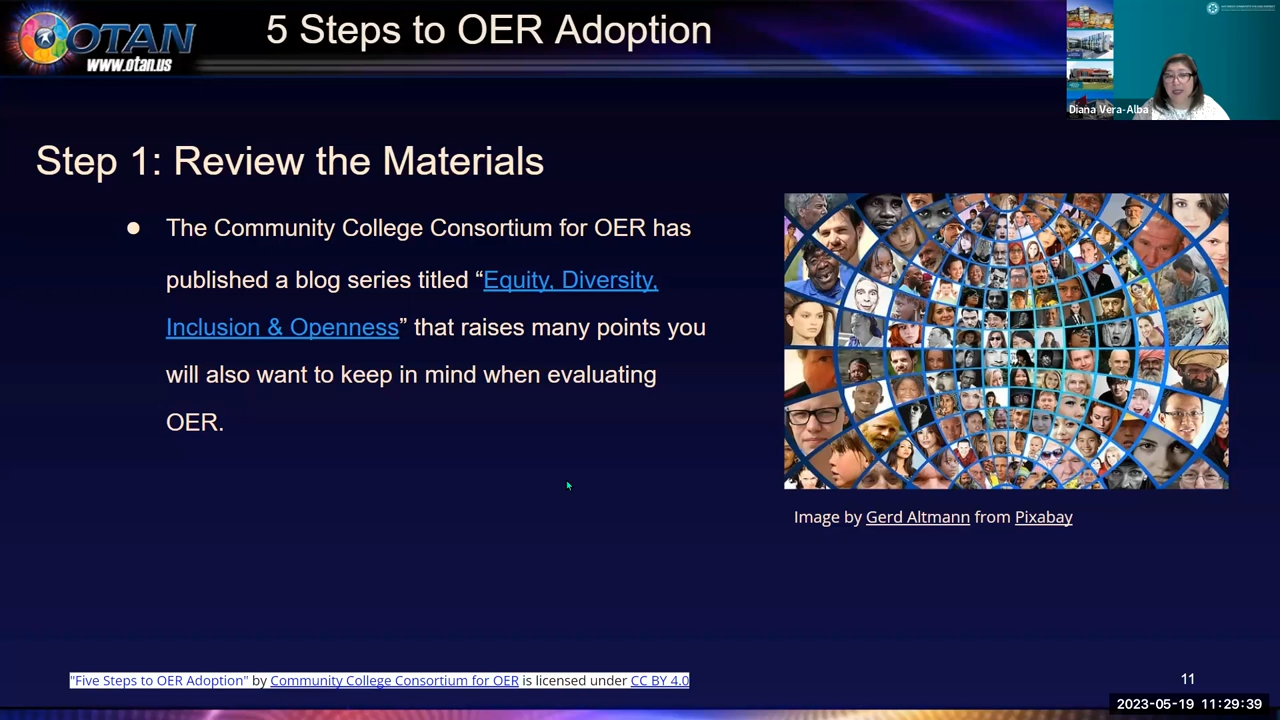 OTAN
www.otan.us
5 Steps to OER Adoption
Diana Vera-Alba
Step 1: Review the Materials
● The Community College Consortium for OER has
published a blog series titled “Equity, Diversity,
Inclusion & Openness” that raises many points you
will also want to keep in mind when evaluating
OER.
Image by Gerd Altmann from Pixabay
"Five Steps to OER Adoption" by Community College Consortium for OER is licensed under CC BY 4.0
11
2023-05-19 11:29:39